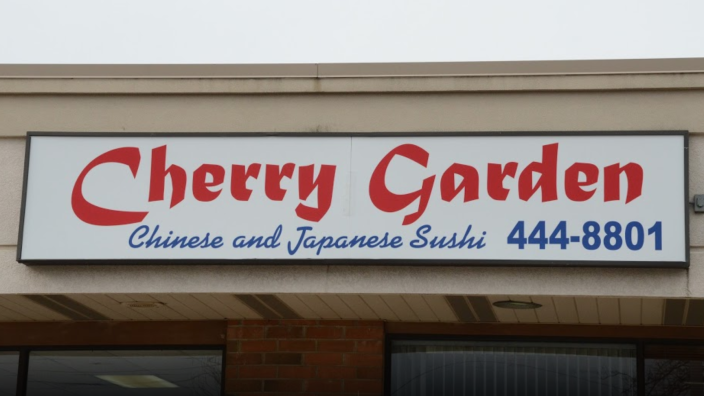 Cherry Garden
Chinese and Japanese Sushi 444-8801